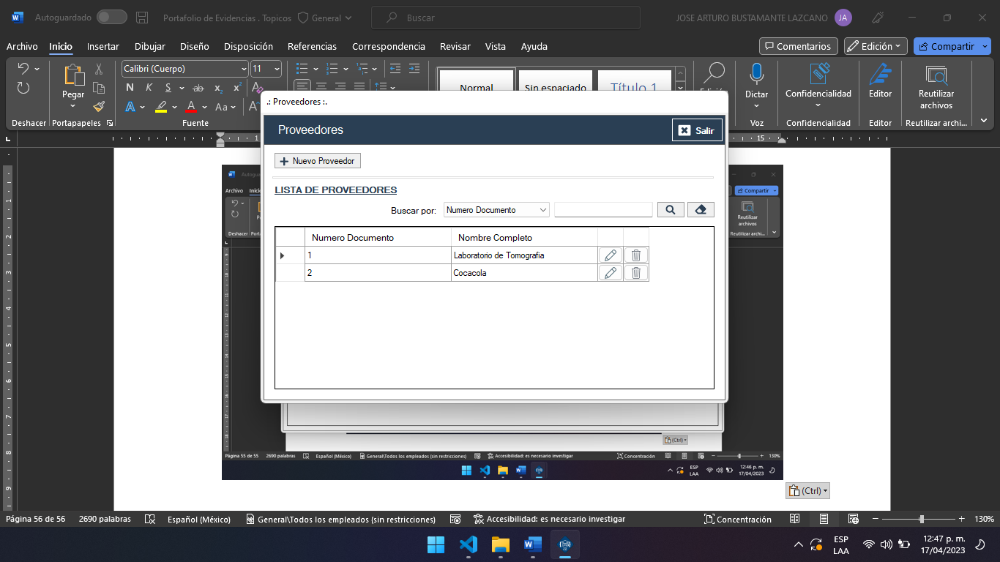 Autoguardado
Portafolio de Evidencias . Topicos
General
Buscar
JOSE ARTURO BUSTAMANTE LAZCANO
JA
Archivo Inicio Insertar Dibujar Diseño Disposición Referencias Correspondencia Revisar Vista Ayuda
Comentarios
Edición
Compartir
Calibri (Cuerpo)
11
Pegar
N K S ab x₂ x² A
A A Aa A
Normal
Sin espaciado
Título 1
Dictar
Confidencialidad
Editor
Reutilizar
archivos
Deshacer
Portapapeles
Fuente
Voz
Confidencialidad
Editor
Reutilizar archi...
.: Proveedores :.
Proveedores
Salir
Nuevo Proveedor
LISTA DE PROVEEDORES
Buscar por:
Numero Documento
Numero Documento Nombre Completo
1 Laboratorio de Tomografia
2 Cocacola
Archivo
Compartir
Reutilizar
archivos
Deshacer
Reutilizar archi...
(Ctrl)
Página 55 de 55 2690 palabras Español (México) General\Todos los empleados (sin restricciones) Accesibilidad: es necesario investigar Concentración 130%
ESP
LAA
12:46 p. m.
17/04/2023
(Ctrl)
Página 56 de 56 2690 palabras Español (México) General\Todos los empleados (sin restricciones) Accesibilidad: es necesario investigar Concentración 130%
ESP
LAA
12:47 p. m.
17/04/2023